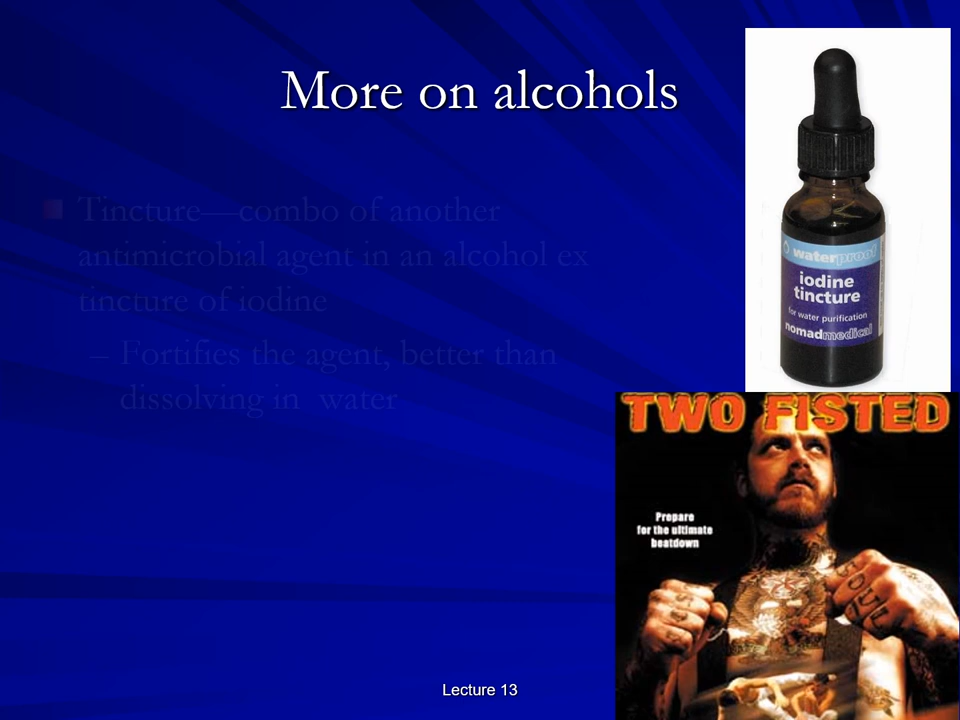 More on alcohols
Tincture—combo of another
antimicrobial agent in an alcohol ex
tincture of iodine
– Fortifies the agent, better than
dissolving in water
waterproof
iodine
tincture
for water purification
nomadmedical
TWO FISTED
Prepare
for the ultimate
beatdown
SOUL
Lecture 13